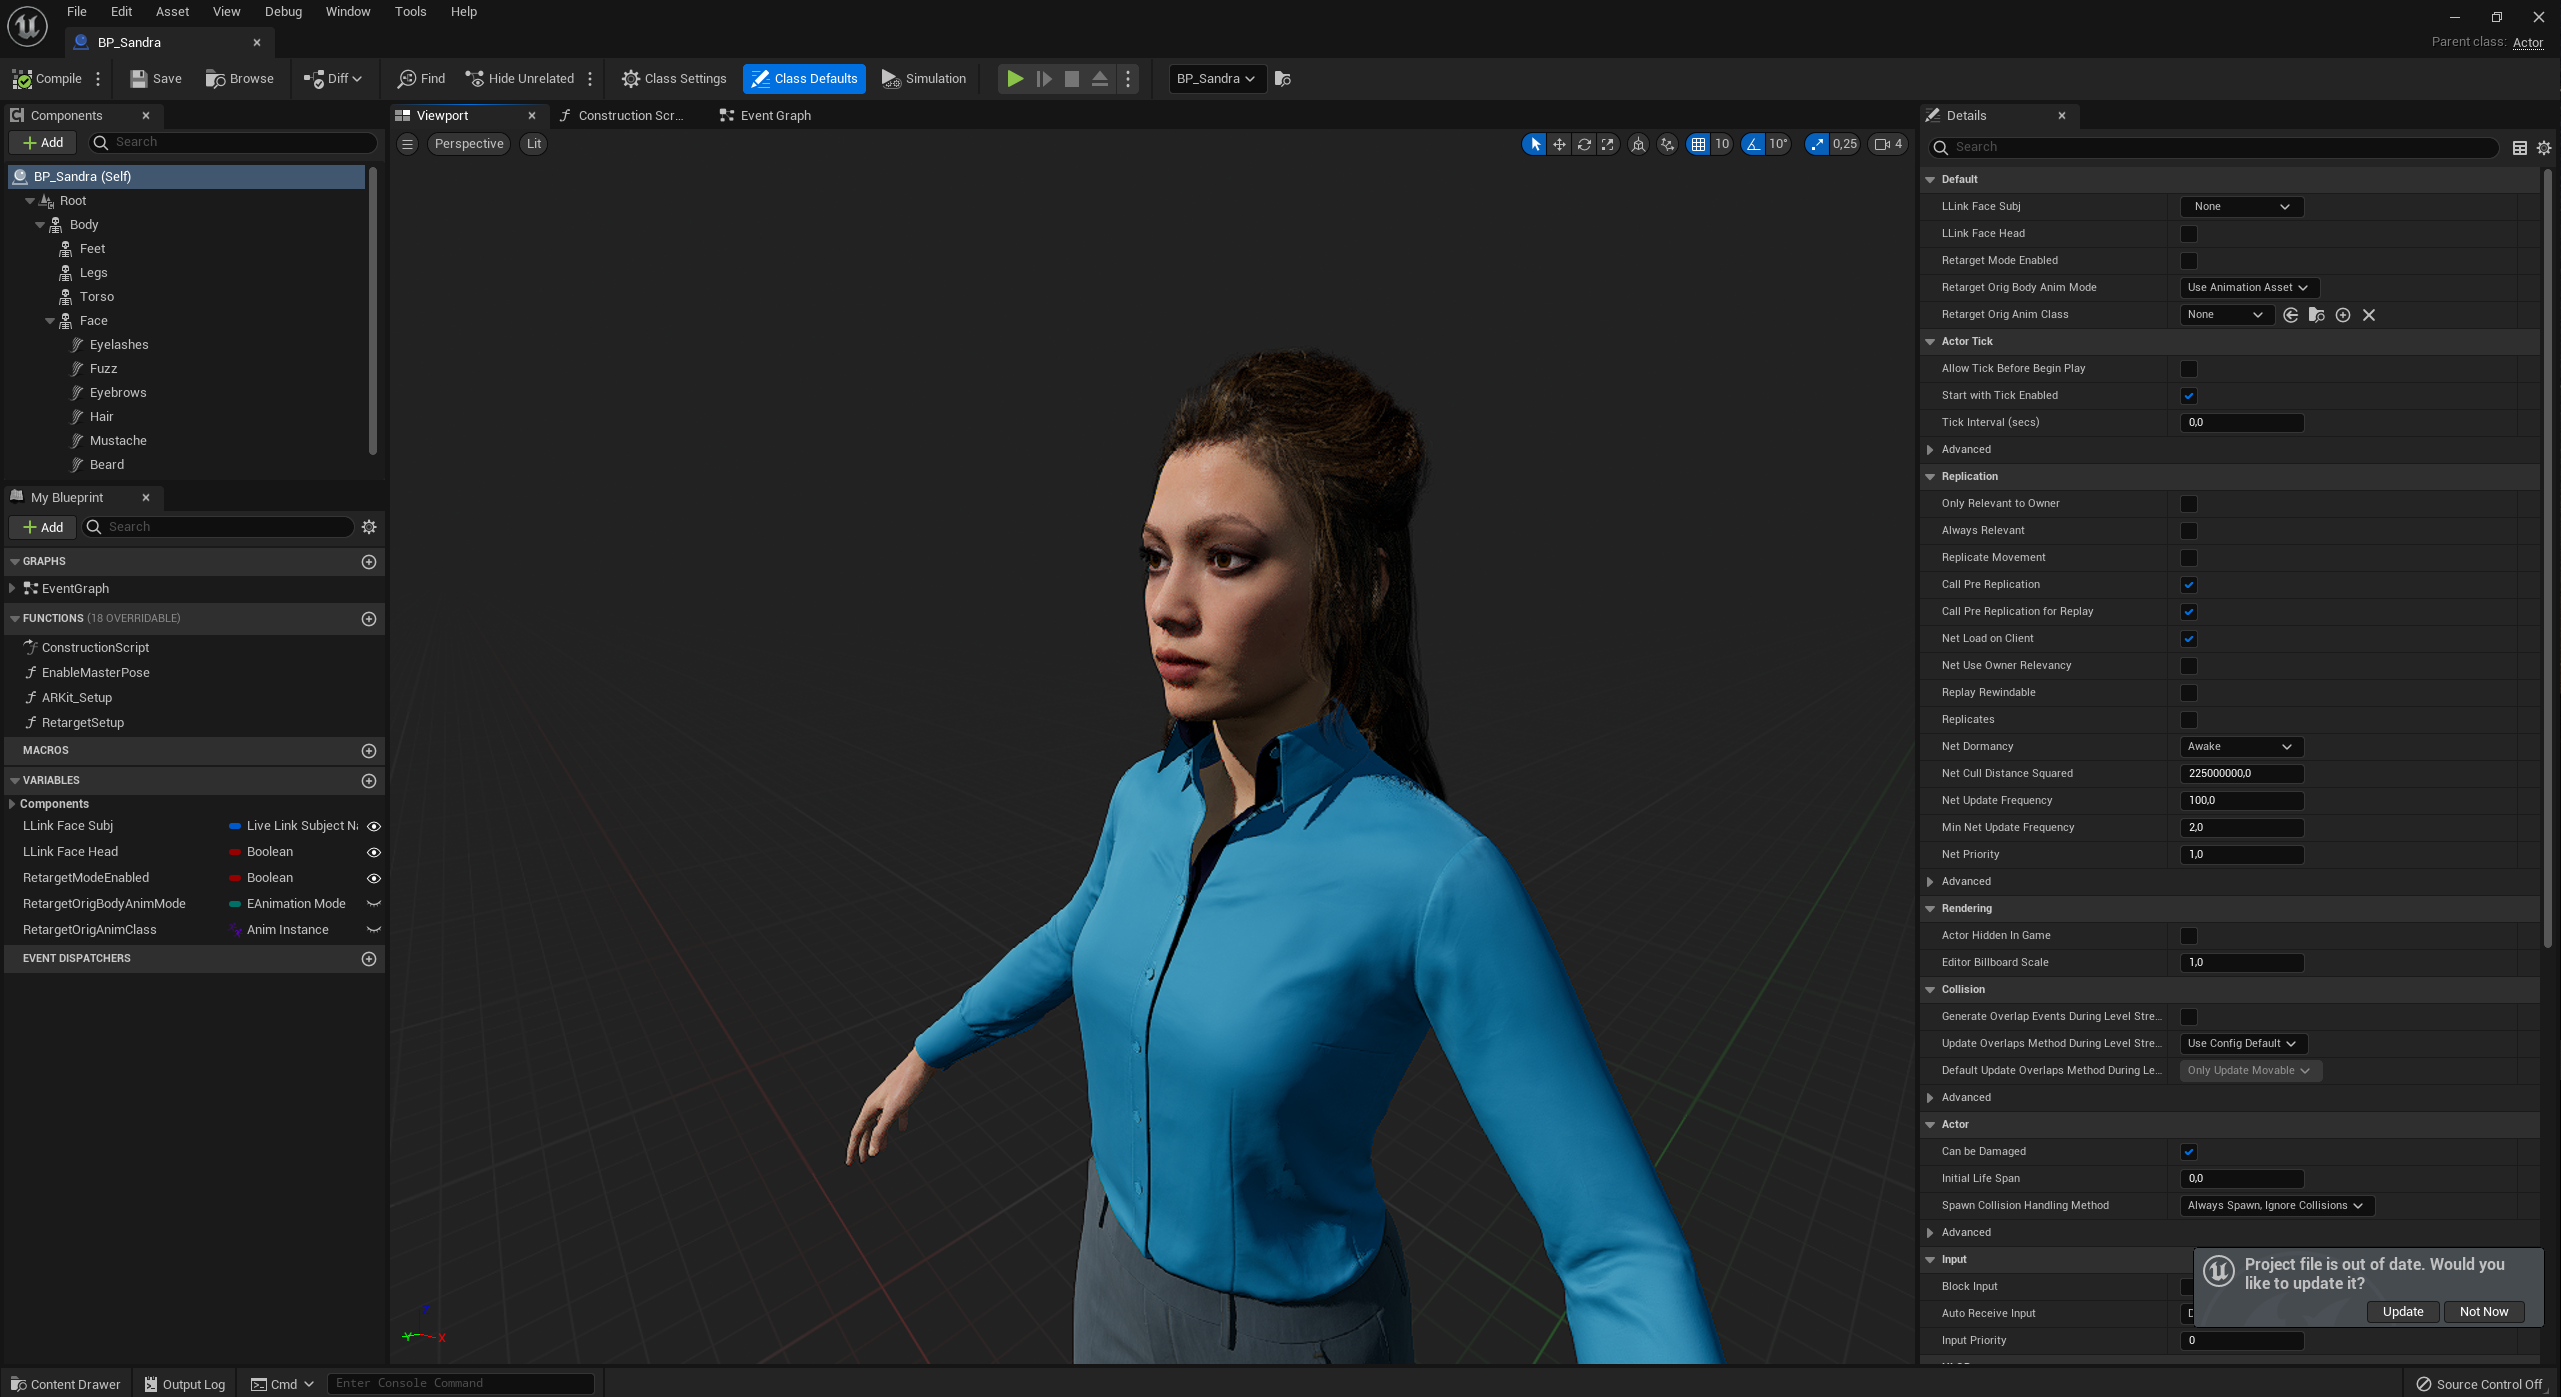 File Edit Asset View Debug Window Tools Help
BP_Sandra
Parent class: Actor
Compile Save Browse Diff Find Hide Unrelated Class Settings Class Defaults Simulation BP_Sandra
Components
Add Search
BP_Sandra (Self)
Root
Body
Feet
Legs
Torso
Face
Eyelashes
Fuzz
Eyebrows
Hair
Mustache
Beard
My Blueprint
Add Search
GRAPHS
EventGraph
FUNCTIONS (18 OVERRIDABLE)
ConstructionScript
EnableMasterPose
ARKit_Setup
RetargetSetup
MACROS
VARIABLES
Components
LLink Face Subj Live Link Subject Na
LLink Face Head Boolean
RetargetModeEnabled Boolean
RetargetOrigBodyAnimMode EAnimation Mode
RetargetOrigAnimClass Anim Instance
EVENT DISPATCHERS
Viewport Construction Scr... Event Graph
Perspective Lit 10 10° 0,25 4
Z
Y X
Details
Search
Default
LLink Face Subj None
LLink Face Head
Retarget Mode Enabled
Retarget Orig Body Anim Mode Use Animation Asset
Retarget Orig Anim Class None
Actor Tick
Allow Tick Before Begin Play
Start with Tick Enabled
Tick Interval (secs) 0,0
Advanced
Replication
Only Relevant to Owner
Always Relevant
Replicate Movement
Call Pre Replication
Call Pre Replication for Replay
Net Load on Client
Net Use Owner Relevancy
Replay Rewindable
Replicates
Net Dormancy Awake
Net Cull Distance Squared 225000000,0
Net Update Frequency 100,0
Min Net Update Frequency 2,0
Net Priority 1,0
Advanced
Rendering
Actor Hidden In Game
Editor Billboard Scale 1,0
Collision
Generate Overlap Events During Level Stre...
Update Overlaps Method During Level Stre... Use Config Default
Default Update Overlaps Method During Le... Only Update Movable
Advanced
Actor
Can be Damaged
Initial Life Span 0,0
Spawn Collision Handling Method Always Spawn, Ignore Collisions
Advanced
Input
Block Input
Auto Receive Input
Input Priority 0
Project file is out of date. Would you
like to update it?
Update Not Now
Content Drawer Output Log Cmd Enter Console Command Source Control Off